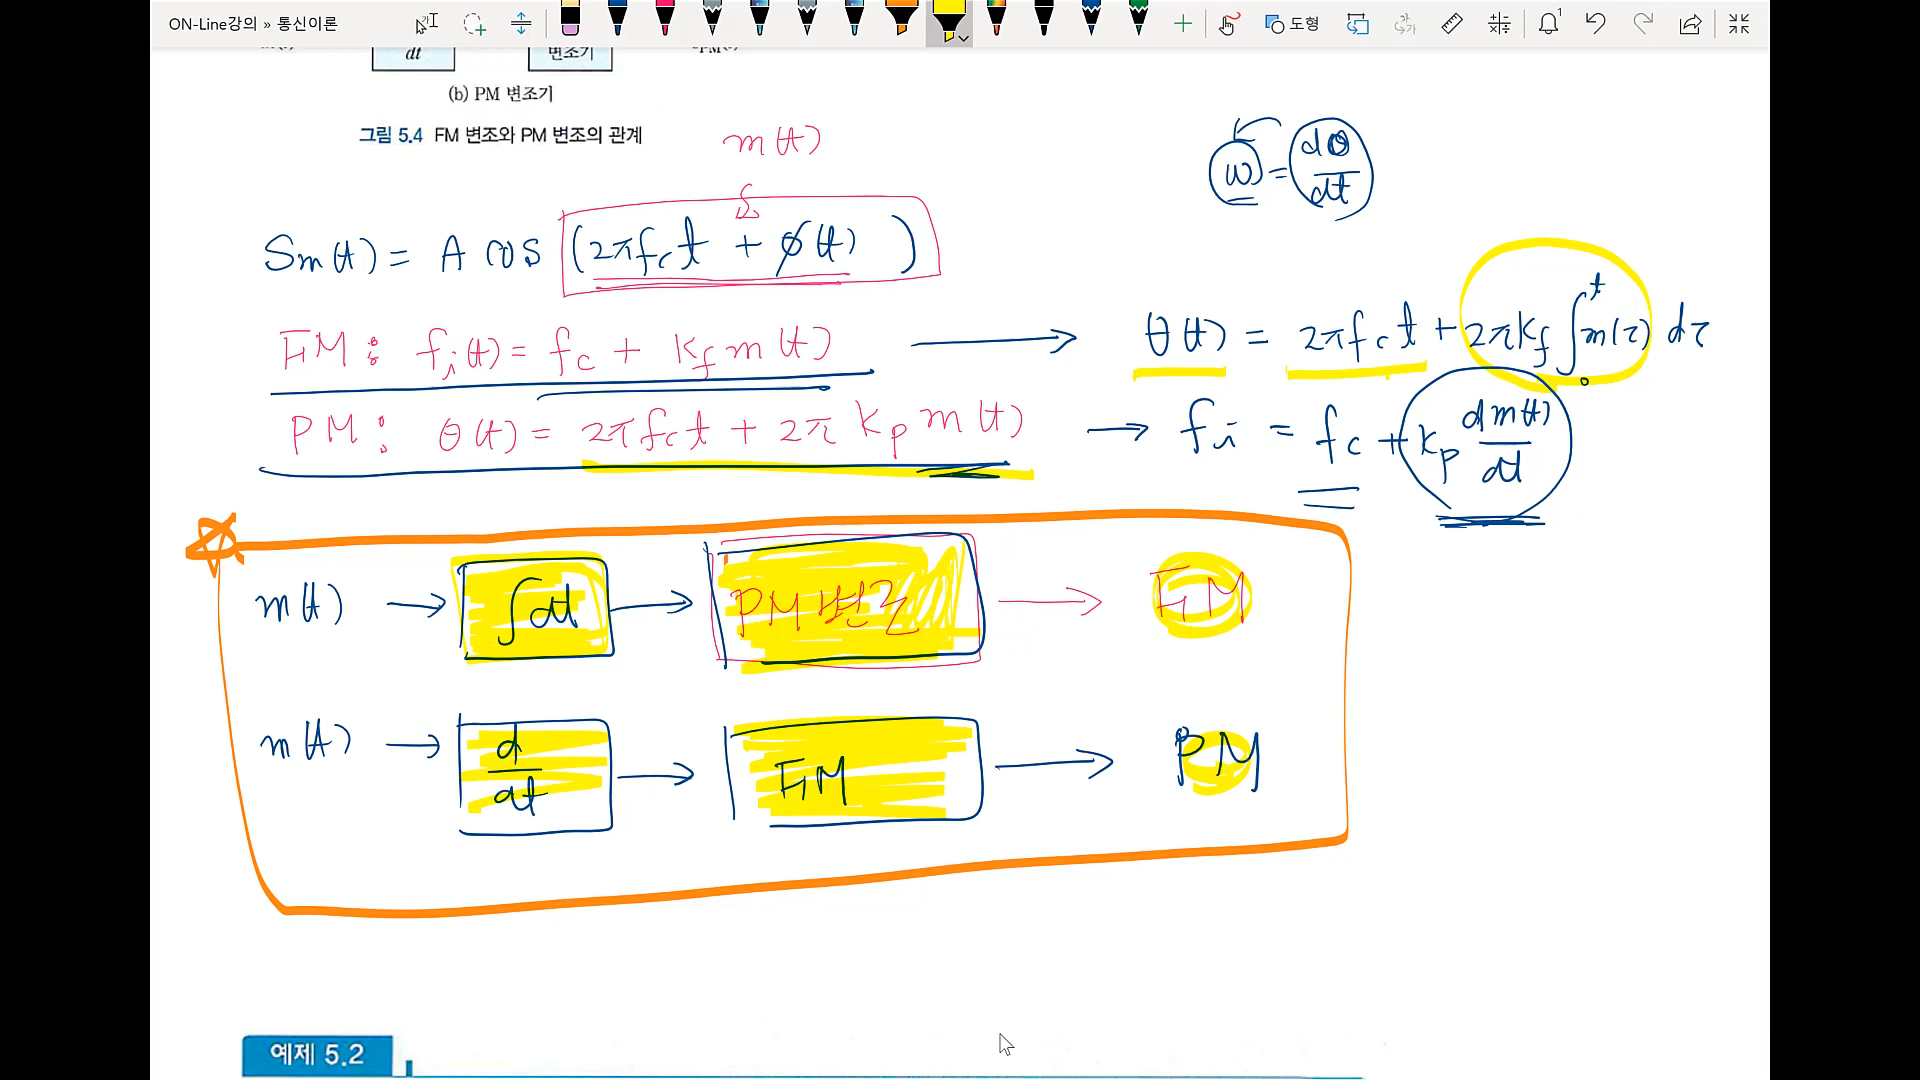 ON-Line강의 » 통신이론
도형
dt
변조기
(b) PM 변조기
그림 5.4 FM 변조와 PM 변조의 관계
m(t)
ω = dθ/dt
Sm(t) = A cos (2πfct + φ(t) )
FM : fi(t) = fc + kf m(t) → θ(t) = 2πfct + 2πkf ∫₀ᵗ m(τ) dτ
PM : θ(t) = 2πfct + 2π kp m(t) → fi = fc + kp dm(t)/dt
m(t) → ∫dt → PM 변조 → FM
m(t) → d/dt → FM → PM
예제 5.2